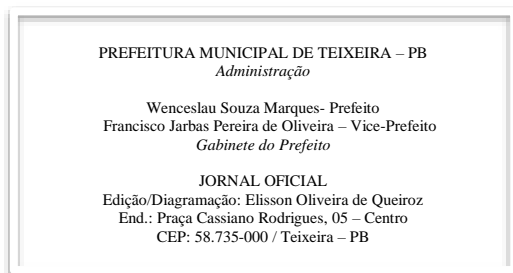 PREFEITURA MUNICIPAL DE TEIXEIRA – PB
Administração
Wenceslau Souza Marques- Prefeito
Francisco Jarbas Pereira de Oliveira – Vice-Prefeito
Gabinete do Prefeito
JORNAL OFICIAL
Edição/Diagramação: Elisson Oliveira de Queiroz
End.: Praça Cassiano Rodrigues, 05 – Centro
CEP: 58.735-000 / Teixeira – PB